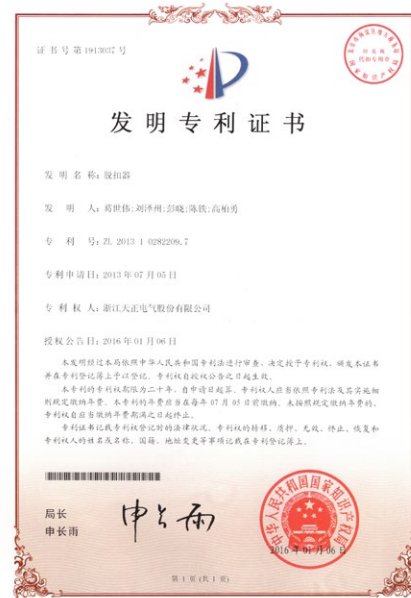 证书号第1913037号
发明专利证书
发 明 名 称：脱扣器
发 明 人：葛世伟;刘泽州;彭晓;陈轶;高柏勇
专 利 号：ZL 2013 1 0282209.7
专利申请日：2013年07月05日
专 利 权 人：浙江天正电气股份有限公司
授权公告日：2016年01月06日
本发明经过本局依照中华人民共和国专利法进行审查，决定授予专利权，颁发本证书
并在专利登记簿上予以登记。专利权自授权公告之日起生效。
本专利的专利权期限为二十年，自申请日起算。专利权人应当依照专利法及其实施细
则规定缴纳年费。本专利的年费应当在每年07月05日前缴纳。未按照规定缴纳年费的，
专利权自应当缴纳年费期满之日起终止。
专利证书记载专利权登记时的法律状况。专利权的转移、质押、无效、终止、恢复和
专利权人的姓名或名称、国籍、地址变更等事项记载在专利登记簿上。
局长
申长雨
申长雨
中华人民共和国国家知识产权局
2016年01月06日
第1页(共1页)